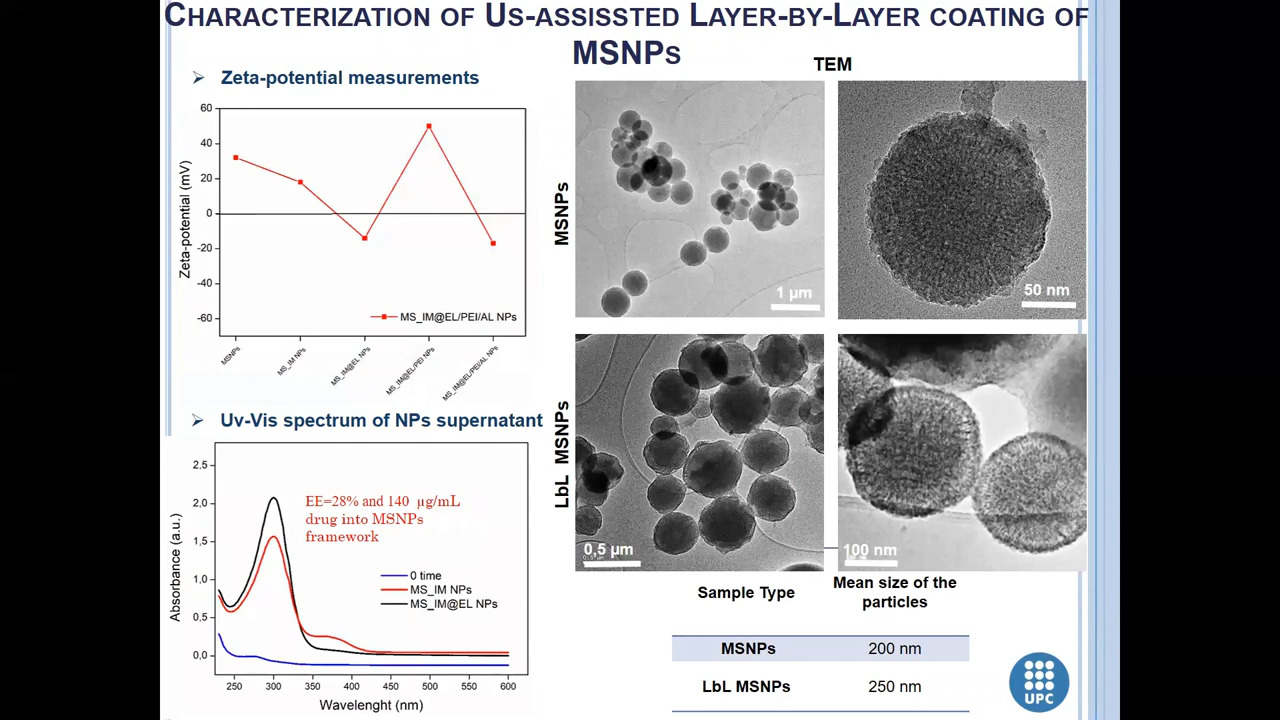 CHARACTERIZATION OF US-ASSISSTED LAYER-BY-LAYER COATING OF
MSNPS
➢ Zeta-potential measurements
60
40
20
0
-20
-40
-60
Zeta-potential (mV)
MS_IM@EL/PEI/AL NPs
MSNPs
MS_IM NPs
MS_IM@EL NPs
MS_IM@EL/PEI NPs
MS_IM@EL/PEI/AL NPs
➢ Uv-Vis spectrum of NPs supernatant
2,5
2,0
1,5
1,0
0,5
0,0
Absorbance (a.u.)
EE=28% and 140 µg/mL
drug into MSNPs
framework
0 time
MS_IM NPs
MS_IM@EL NPs
250 300 350 400 450 500 550 600
Wavelenght (nm)
TEM
MSNPs
1 µm
50 nm
LbL MSNPs
0,5 µm
100 nm
Sample Type
Mean size of the
particles
MSNPs 200 nm
LbL MSNPs 250 nm
UPC